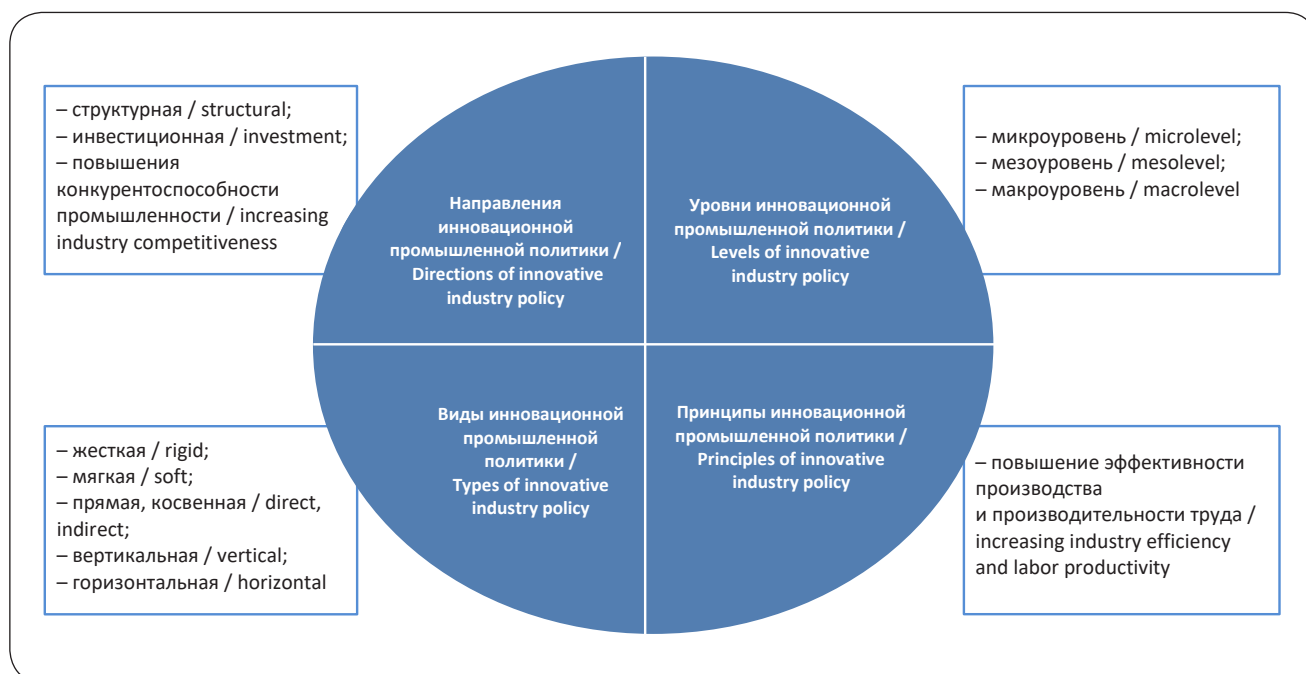 – структурная / structural;
– инвестиционная / investment;
– повышения
конкурентоспособности
промышленности / increasing
industry competitiveness
Направления
инновационной
промышленной политики /
Directions of innovative
industry policy
Уровни инновационной
промышленной политики /
Levels of innovative
industry policy
– микроуровень / microlevel;
– мезоуровень / mesolevel;
– макроуровень / macrolevel
– жесткая / rigid;
– мягкая / soft;
– прямая, косвенная / direct,
indirect;
– вертикальная / vertical;
– горизонтальная / horizontal
Виды инновационной
промышленной
политики /
Types of innovative
industry policy
Принципы инновационной
промышленной политики /
Principles of innovative
industry policy
– повышение эффективности
производства
и производительности труда /
increasing industry efficiency
and labor productivity